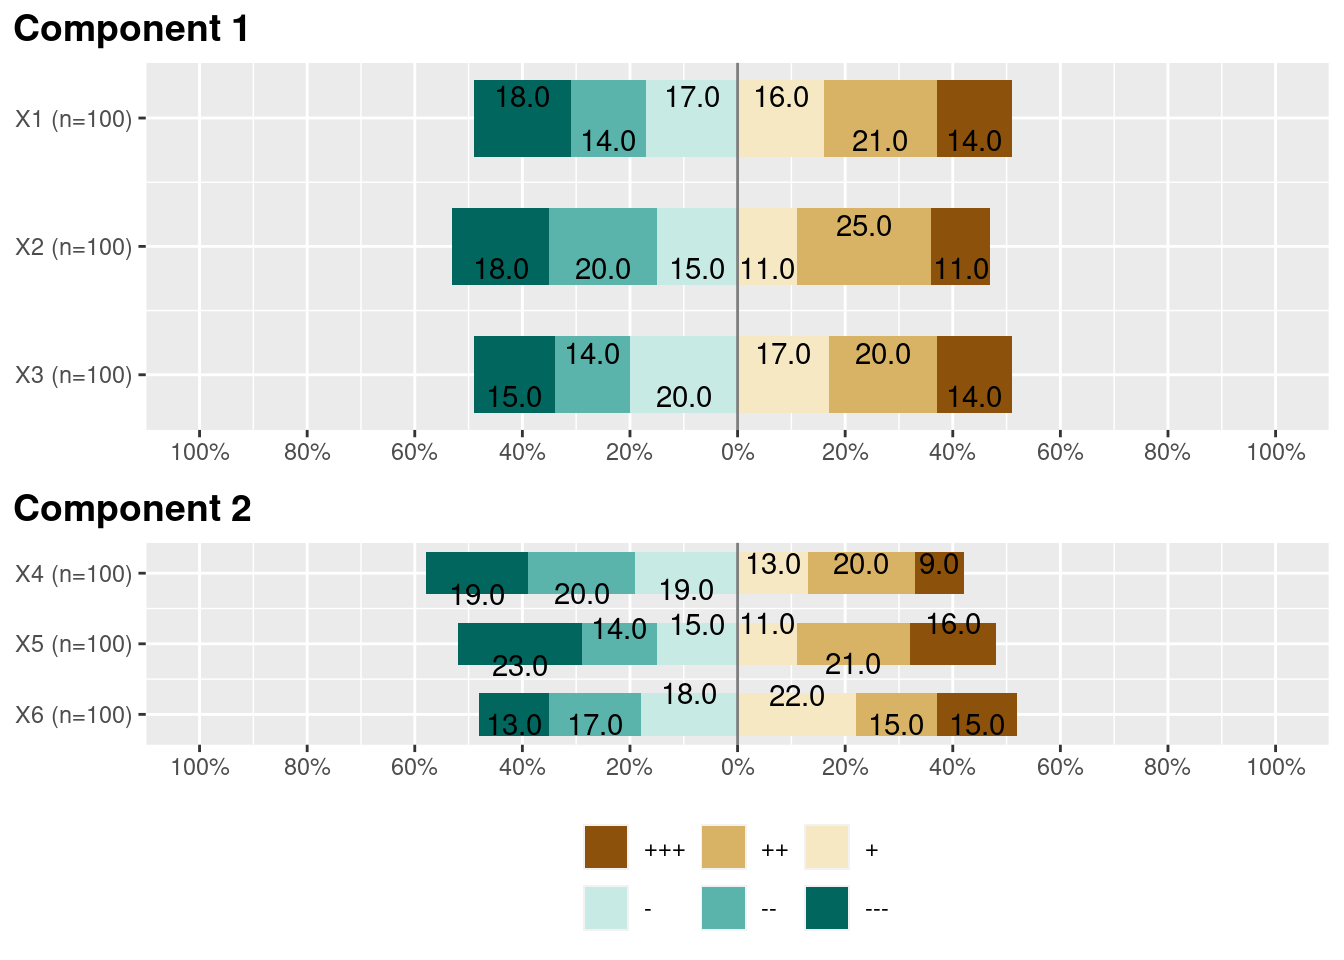 Component 1
X1 (n=100) 18.0 14.0 17.0 16.0 21.0 14.0
X2 (n=100) 18.0 20.0 15.0 11.0 25.0 11.0
X3 (n=100) 15.0 14.0 20.0 17.0 20.0 14.0
100% 80% 60% 40% 20% 0% 20% 40% 60% 80% 100%
Component 2
X4 (n=100) 19.0 20.0 19.0 13.0 20.0 9.0
X5 (n=100) 23.0 14.0 15.0 11.0 21.0 16.0
X6 (n=100) 13.0 17.0 18.0 22.0 15.0 15.0
100% 80% 60% 40% 20% 0% 20% 40% 60% 80% 100%
+++ ++ +
- -- ---